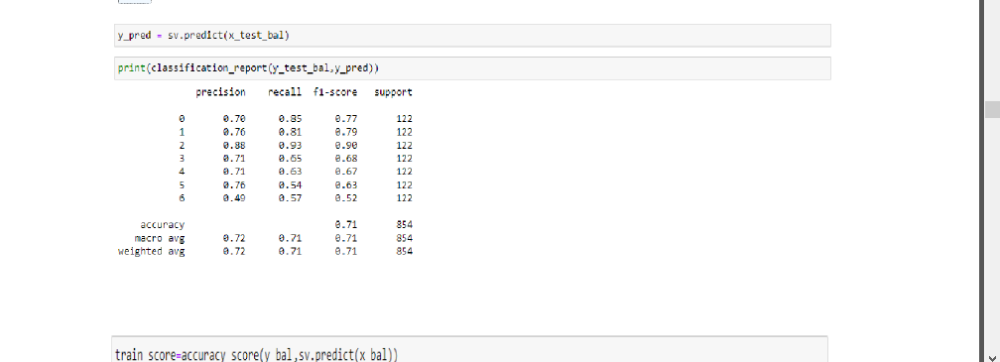 y_pred = sv.predict(x_test_bal)
print(classification_report(y_test_bal,y_pred))
precision recall f1-score support
0 0.70 0.85 0.77 122
1 0.76 0.81 0.79 122
2 0.88 0.93 0.90 122
3 0.71 0.65 0.68 122
4 0.71 0.63 0.67 122
5 0.76 0.54 0.63 122
6 0.49 0.57 0.52 122
accuracy 0.71 854
macro avg 0.72 0.71 0.71 854
weighted avg 0.72 0.71 0.71 854
train score=accuracy score(y bal,sv.predict(x bal))